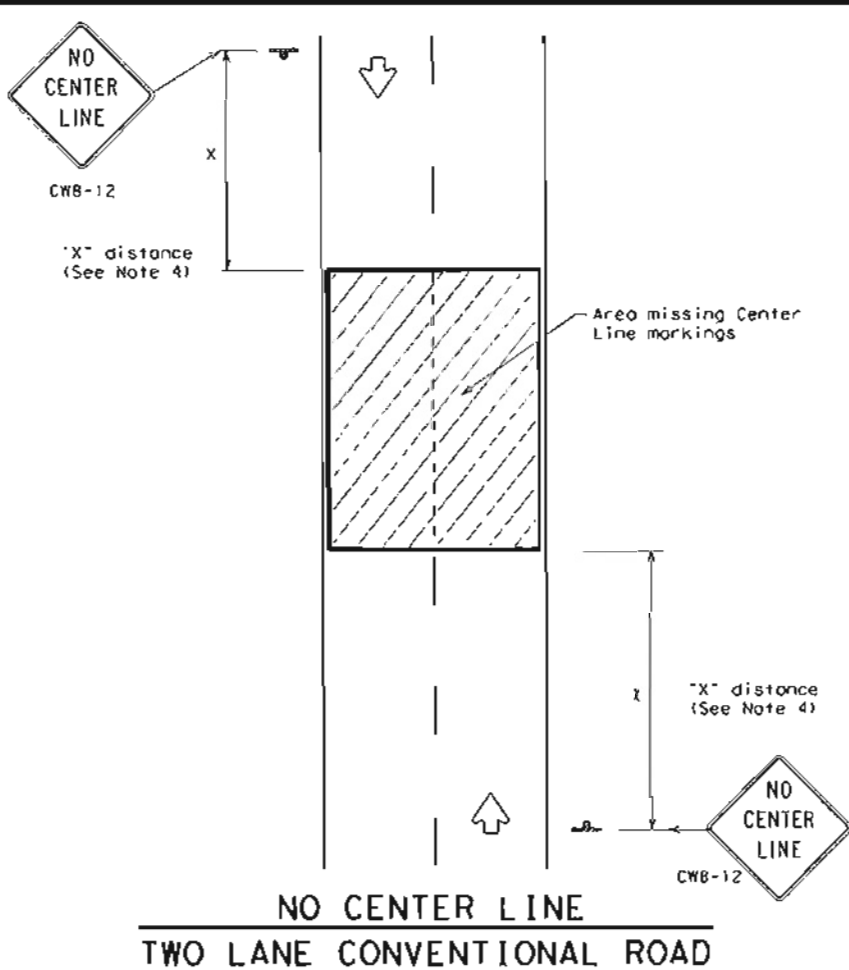 NO
CENTER
LINE
CW8-12
X
"X" distance
(See Note 4)
Area missing Center
Line markings
X
"X" distance
(See Note 4)
NO
CENTER
LINE
CW8-12
NO CENTER LINE
TWO LANE CONVENTIONAL ROAD